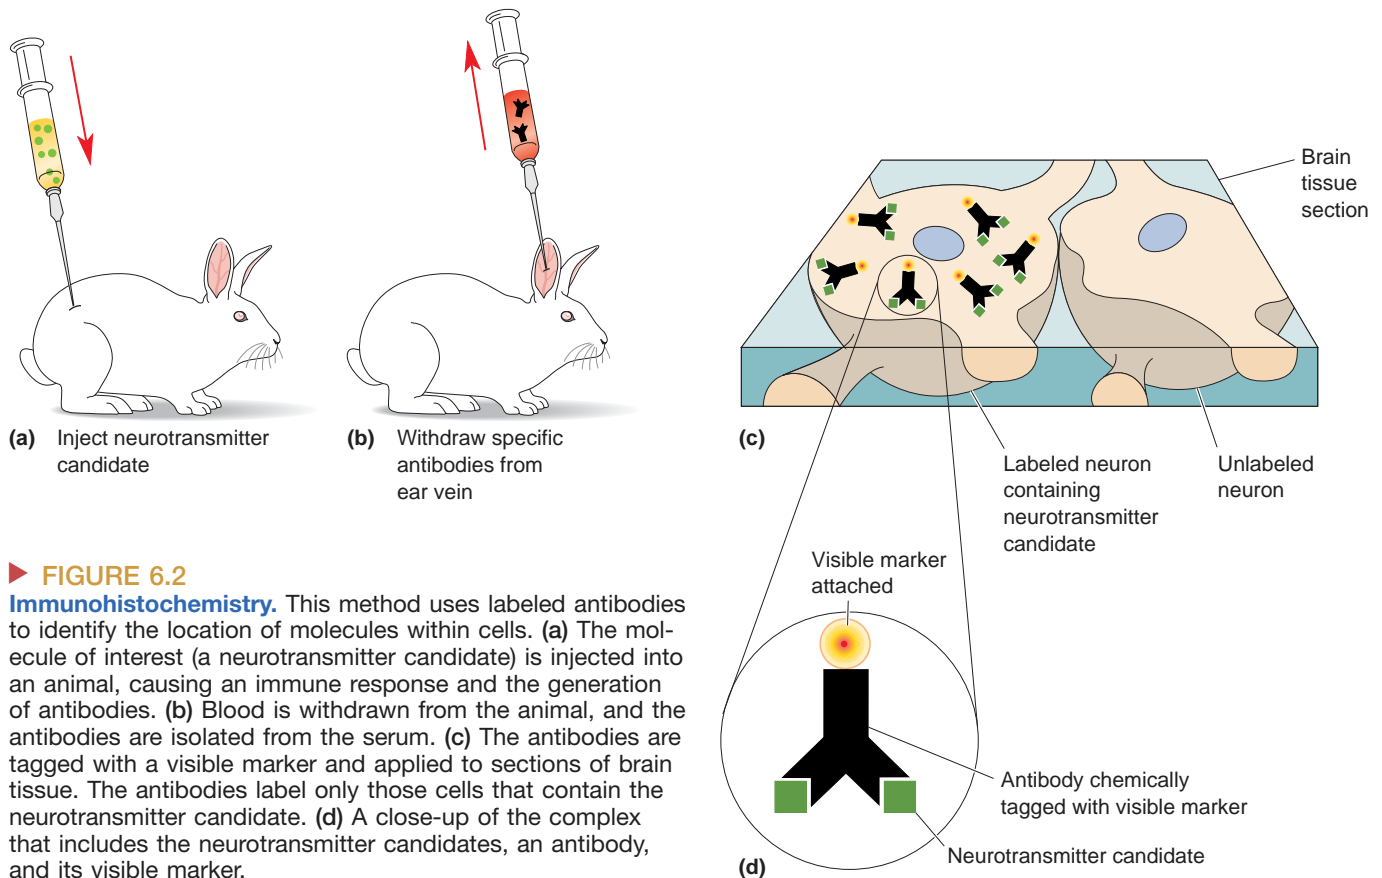 (a) Inject neurotransmitter
candidate
(b) Withdraw specific
antibodies from
ear vein
Brain
tissue
section
(c)
Labeled neuron
containing
neurotransmitter
candidate
Unlabeled
neuron
Visible marker
attached
Antibody chemically
tagged with visible marker
Neurotransmitter candidate
(d)
FIGURE 6.2
Immunohistochemistry. This method uses labeled antibodies
to identify the location of molecules within cells. (a) The mol-
ecule of interest (a neurotransmitter candidate) is injected into
an animal, causing an immune response and the generation
of antibodies. (b) Blood is withdrawn from the animal, and the
antibodies are isolated from the serum. (c) The antibodies are
tagged with a visible marker and applied to sections of brain
tissue. The antibodies label only those cells that contain the
neurotransmitter candidate. (d) A close-up of the complex
that includes the neurotransmitter candidates, an antibody,
and its visible marker.